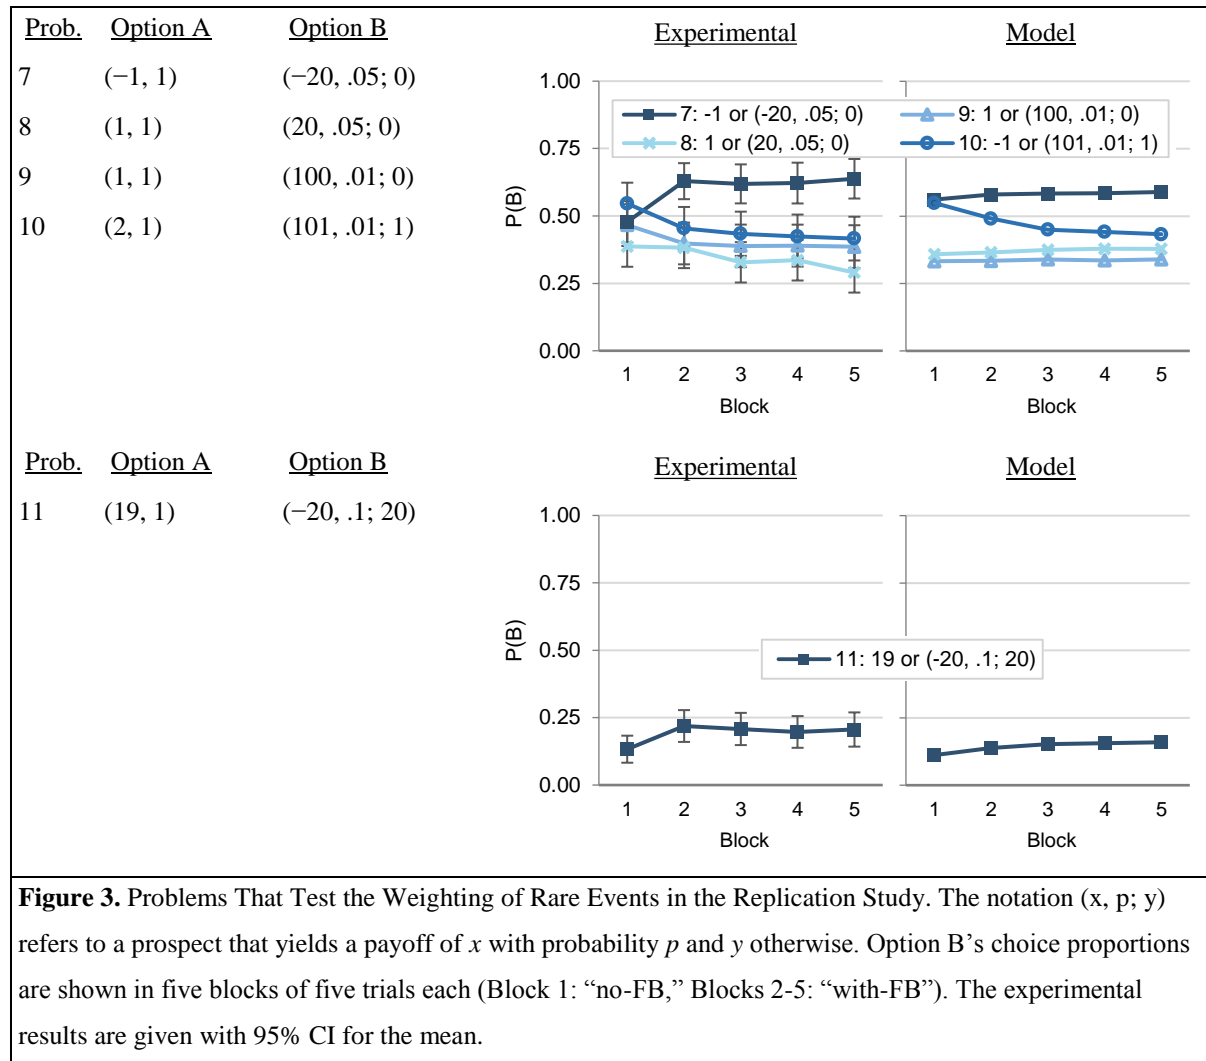 Prob. Option A Option B
7 (−1, 1) (−20, .05; 0)
8 (1, 1) (20, .05; 0)
9 (1, 1) (100, .01; 0)
10 (2, 1) (101, .01; 1)
Experimental Model
1.00
0.75
0.50
0.25
0.00
P(B)
7: -1 or (-20, .05; 0) 9: 1 or (100, .01; 0)
8: 1 or (20, .05; 0) 10: -1 or (101, .01; 1)
1 2 3 4 5 1 2 3 4 5
Block Block
Prob. Option A Option B
11 (19, 1) (−20, .1; 20)
Experimental Model
1.00
0.75
0.50
0.25
0.00
P(B)
11: 19 or (-20, .1; 20)
1 2 3 4 5 1 2 3 4 5
Block Block
Figure 3. Problems That Test the Weighting of Rare Events in the Replication Study. The notation (x, p; y)
refers to a prospect that yields a payoff of x with probability p and y otherwise. Option B’s choice proportions
are shown in five blocks of five trials each (Block 1: “no-FB,” Blocks 2-5: “with-FB”). The experimental
results are given with 95% CI for the mean.